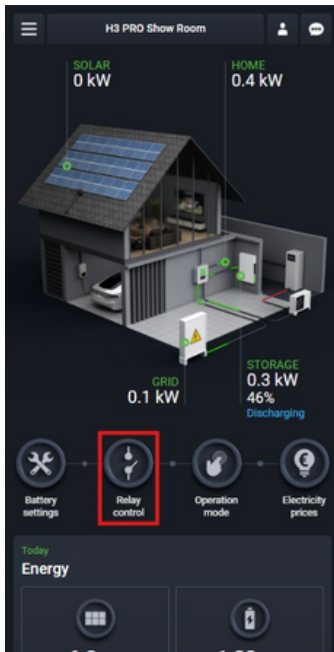 H3 PRO Show Room
SOLAR
0 kW
HOME
0.4 kW
GRID
0.1 kW
STORAGE
0.3 kW
46%
Discharging
Battery
settings
Relay
control
Operation
mode
Electricity
prices
Today
Energy